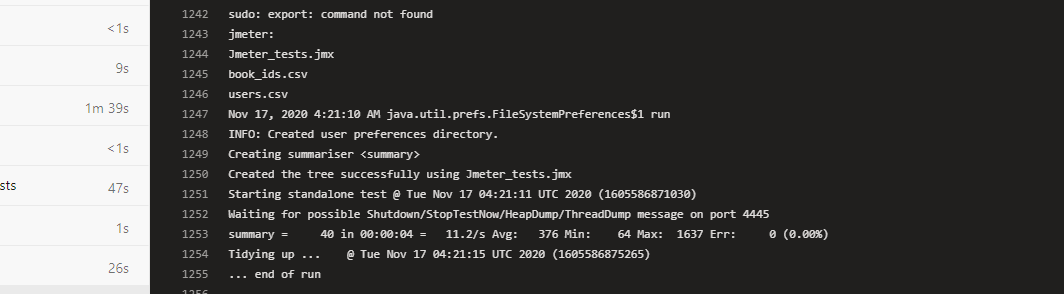 <1s
9s
1m 39s
<1s
sts 47s
1s
26s
1242 sudo: export: command not found
1243 jmeter:
1244 Jmeter_tests.jmx
1245 book_ids.csv
1246 users.csv
1247 Nov 17, 2020 4:21:10 AM java.util.prefs.FileSystemPreferences$1 run
1248 INFO: Created user preferences directory.
1249 Creating summariser <summary>
1250 Created the tree successfully using Jmeter_tests.jmx
1251 Starting standalone test @ Tue Nov 17 04:21:11 UTC 2020 (1605586871030)
1252 Waiting for possible Shutdown/StopTestNow/HeapDump/ThreadDump message on port 4445
1253 summary =     40 in 00:00:04 =   11.2/s Avg:   376 Min:    64 Max:  1637 Err:     0 (0.00%)
1254 Tidying up ...    @ Tue Nov 17 04:21:15 UTC 2020 (1605586875265)
1255 ... end of run
1256